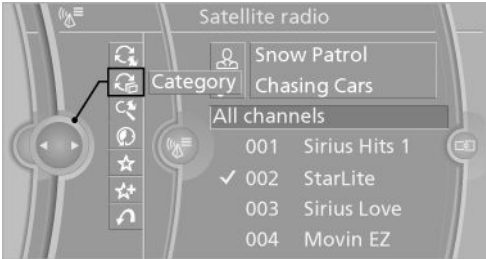 Satellite radio
Snow Patrol
Category
Chasing Cars
All channels
001 Sirius Hits 1
✓ 002 StarLite
003 Sirius Love
004 Movin EZ